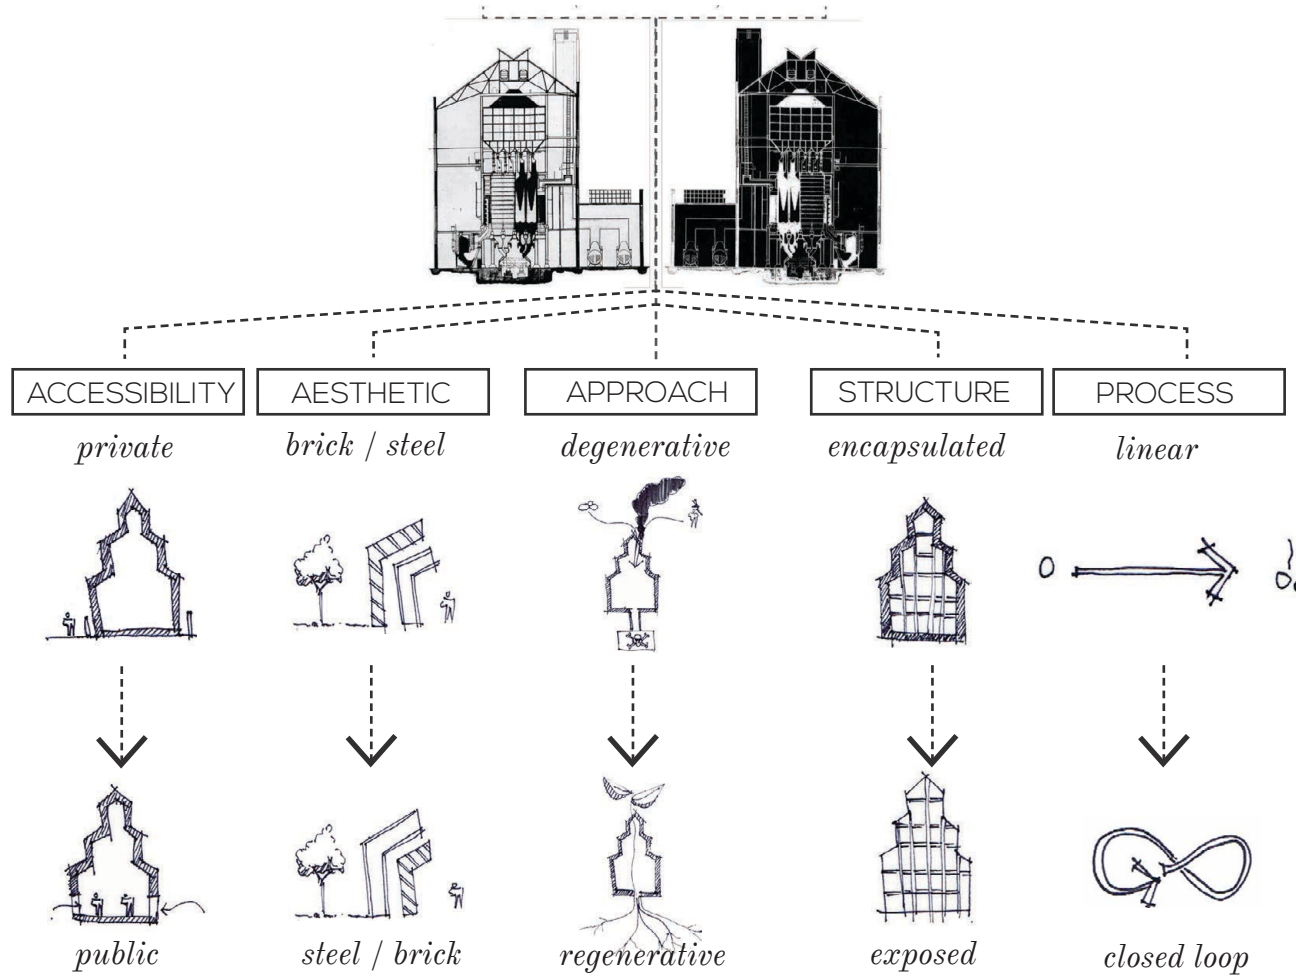 ACCESSIBILITY AESTHETIC APPROACH STRUCTURE PROCESS
private brick / steel degenerative encapsulated linear
public steel / brick regenerative exposed closed loop